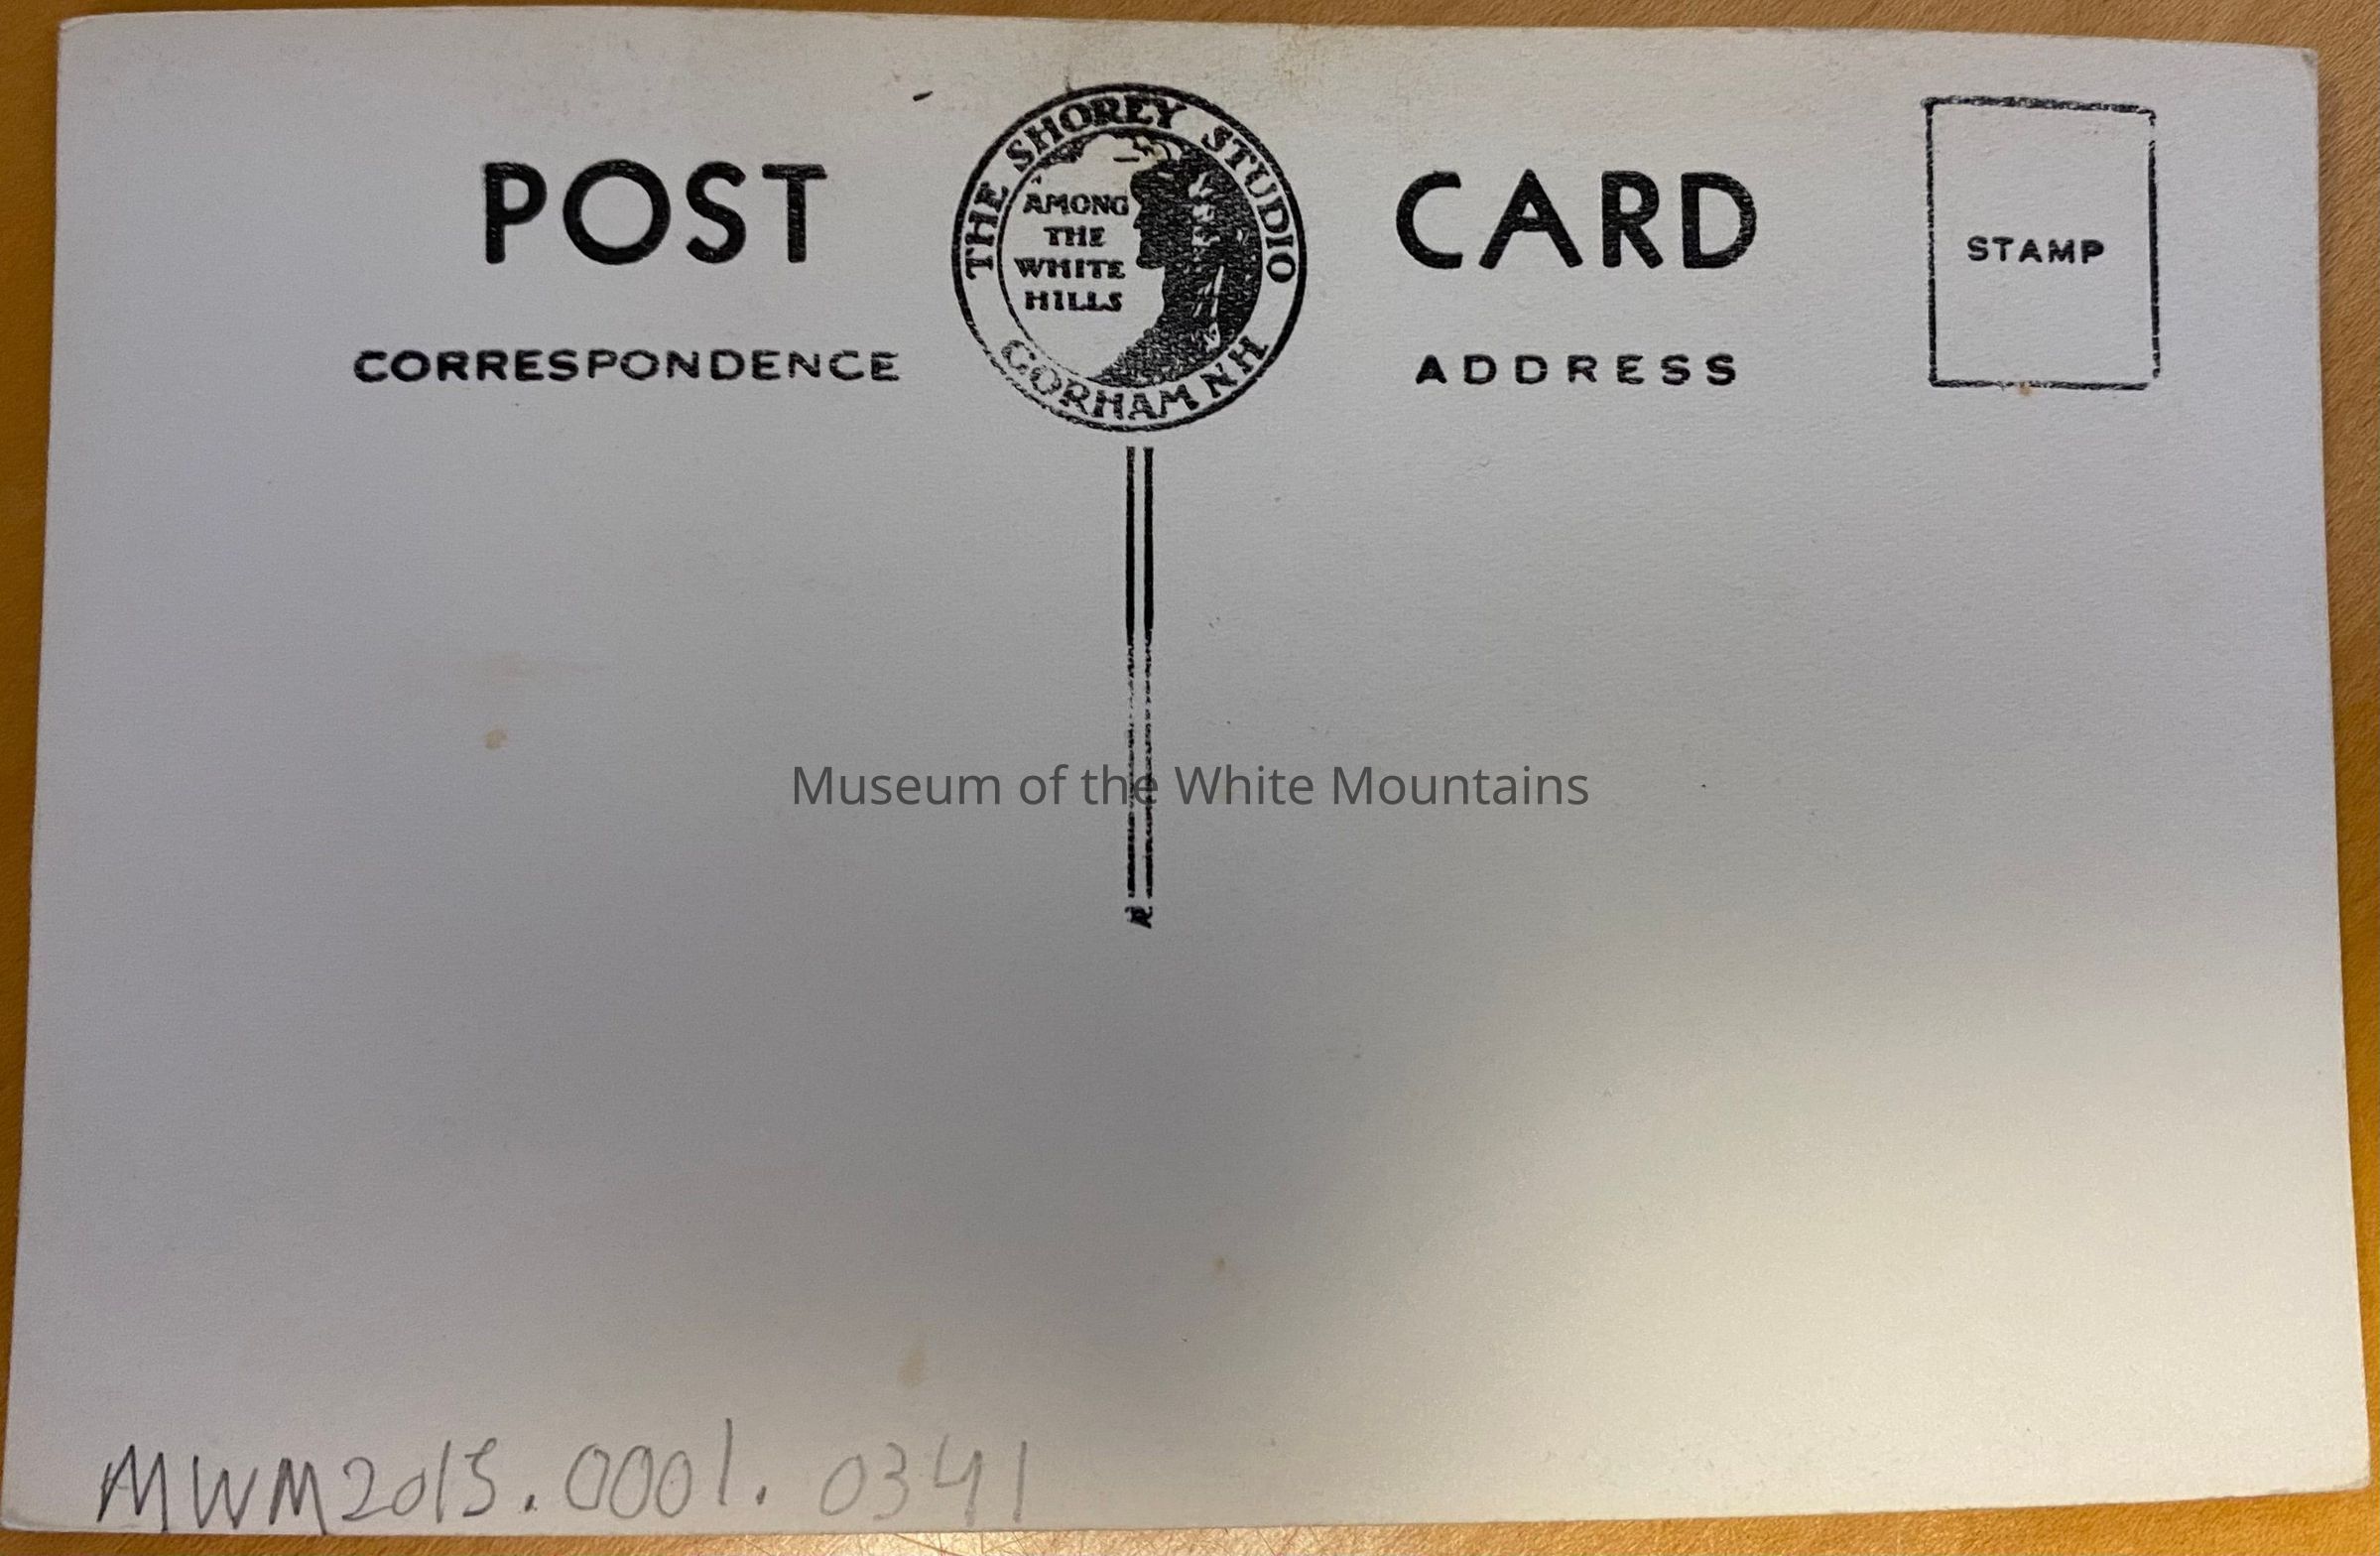 POST CARD
THE SHOREY STUDIO
AMONG
THE
WHITE
HILLS
GORHAM NH
CORRESPONDENCE
ADDRESS
STAMP
Museum of the White Mountains
MWM2015.0001.0341